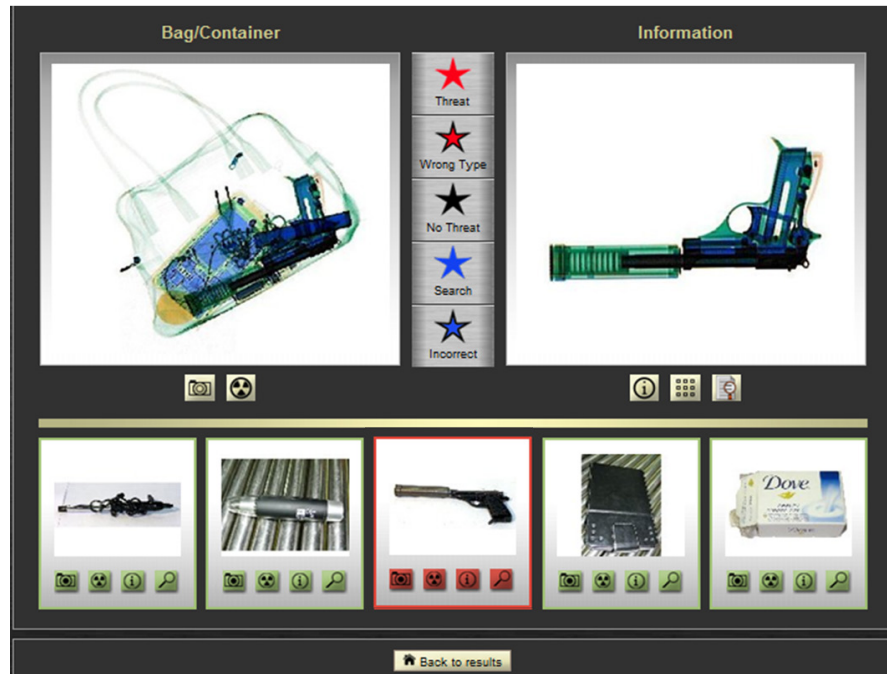 Bag/Container
Information
Threat
Wrong Type
No Threat
Search
Incorrect
Dove
Back to results